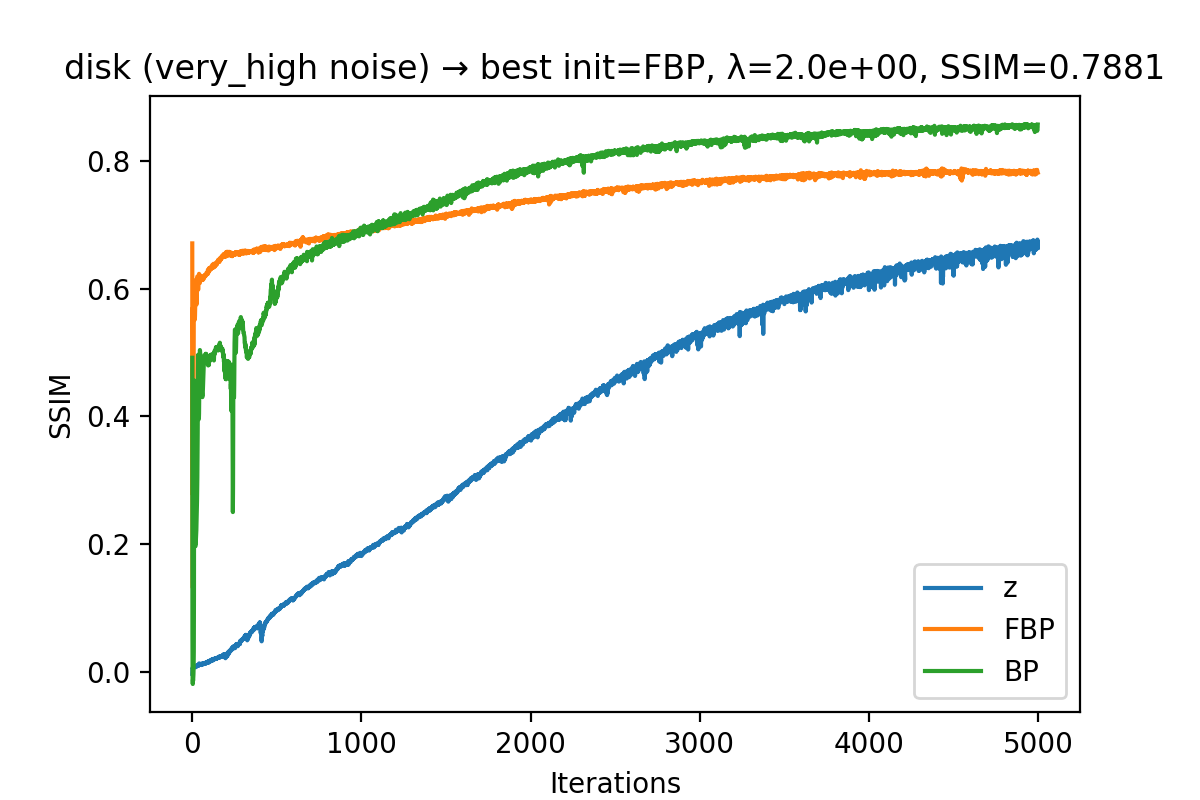 disk (very_high noise) → best init=FBP, λ=2.0e+00, SSIM=0.7881
SSIM
0.8
0.6
0.4
0.2
0.0
z
FBP
BP
0 1000 2000 3000 4000 5000
Iterations